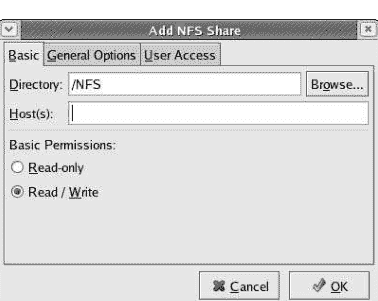 Add NFS Share
Basic General Options User Access
Directory: /NFS Browse...
Host(s):
Basic Permissions:
Read-only
Read / Write
Cancel OK